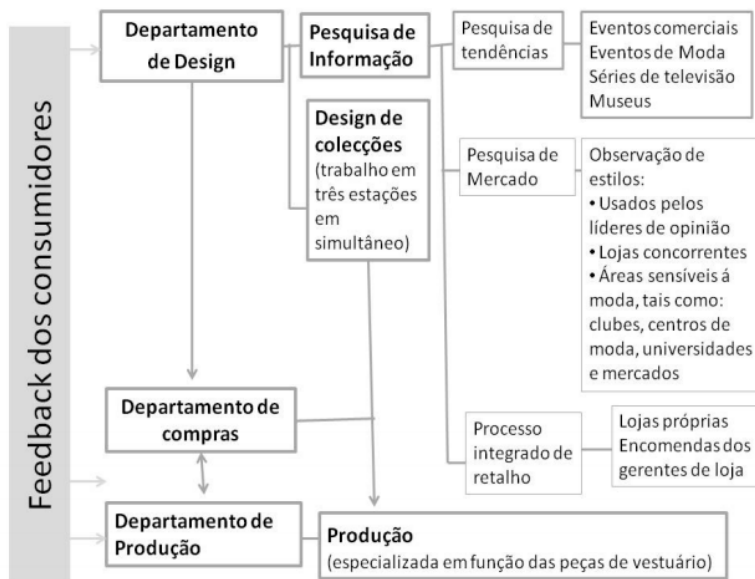 Feedback dos consumidores
Departamento
de Design
Pesquisa de
Informação
Pesquisa de
tendências
Eventos comerciais
Eventos de Moda
Séries de televisão
Museus
Design de
colecções
(trabalho em
três estações
em
simultâneo)
Pesquisa de
Mercado
Observação de
estilos:
• Usados pelos
líderes de opinião
• Lojas concorrentes
• Áreas sensíveis á
moda, tais como:
clubes, centros de
moda, universidades
e mercados
Departamento de
compras
Processo
integrado de
retalho
Lojas próprias
Encomendas dos
gerentes de loja
Departamento de
Produção
Produção
(especializada em função das peças de vestuário)